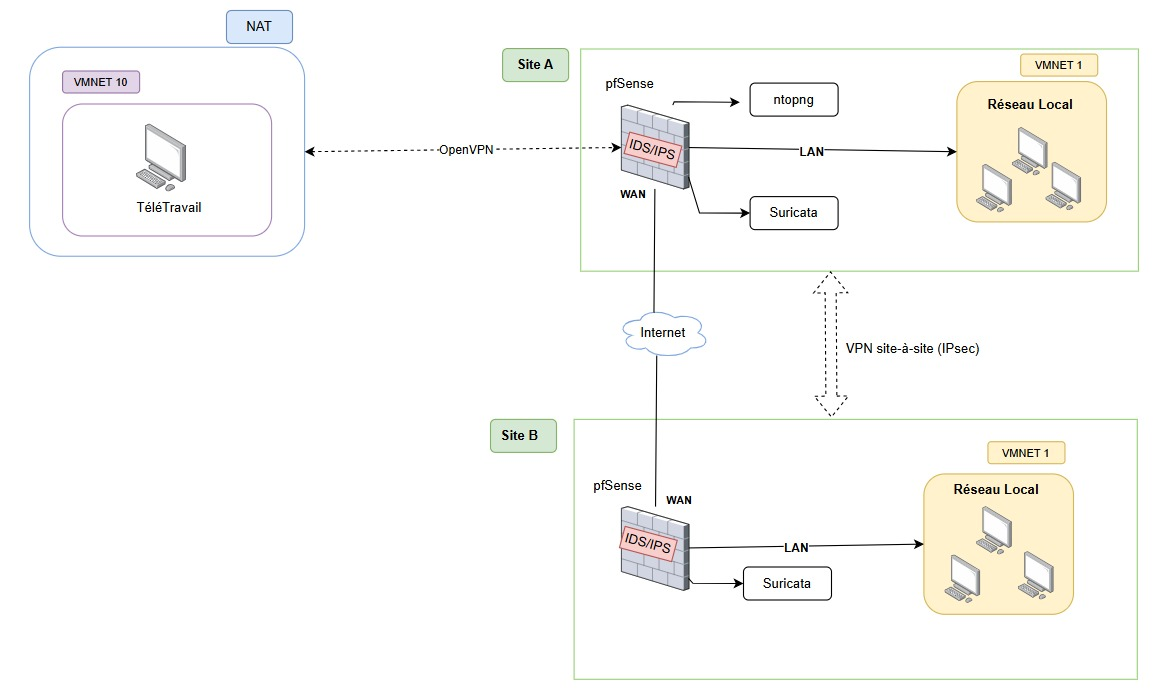 NAT
VMNET 10
TéléTravail
OpenVPN
Site A
pfSense
IDS/IPS
WAN
ntopng
LAN
Suricata
VMNET 1
Réseau Local
Internet
VPN site-à-site (IPsec)
Site B
pfSense
WAN
IDS/IPS
LAN
Suricata
VMNET 1
Réseau Local